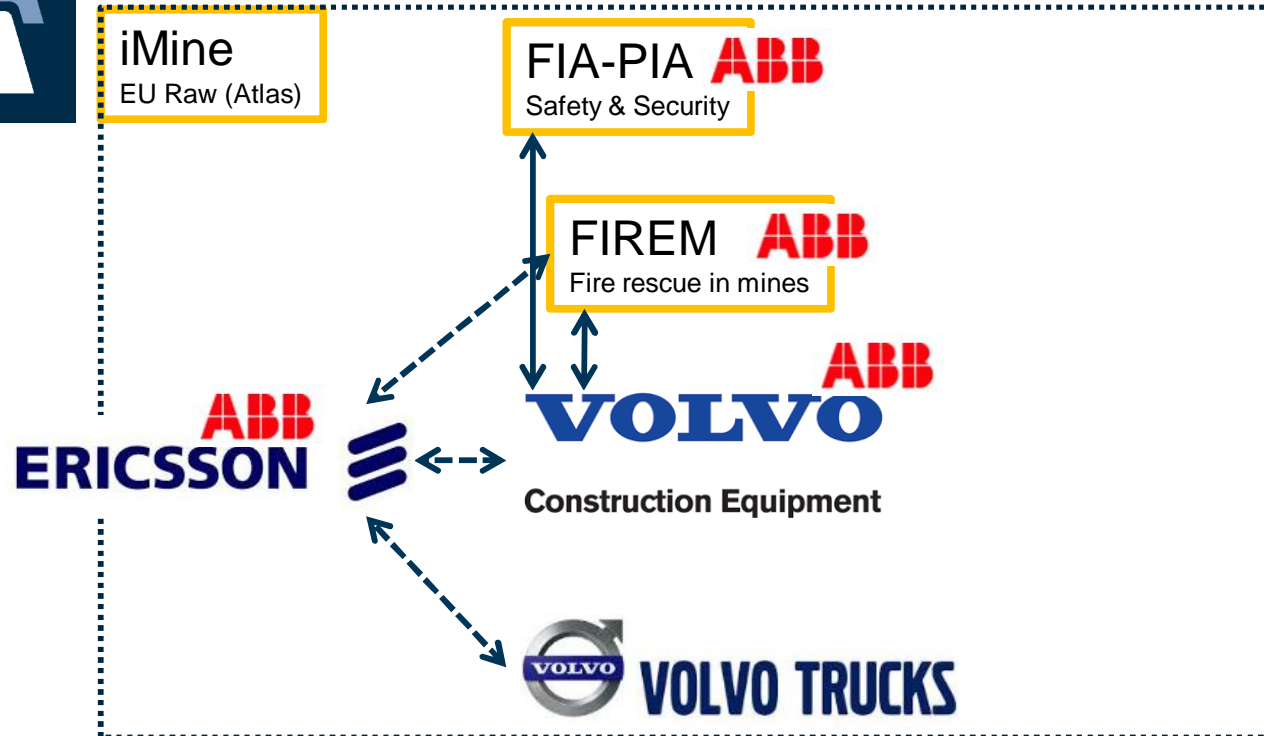 iMine
EU Raw (Atlas)
FIA-PIA ABB
Safety & Security
FIREM ABB
Fire rescue in mines
ABB
VOLVO
Construction Equipment
ABB
ERICSSON
VOLVO
VOLVO TRUCKS